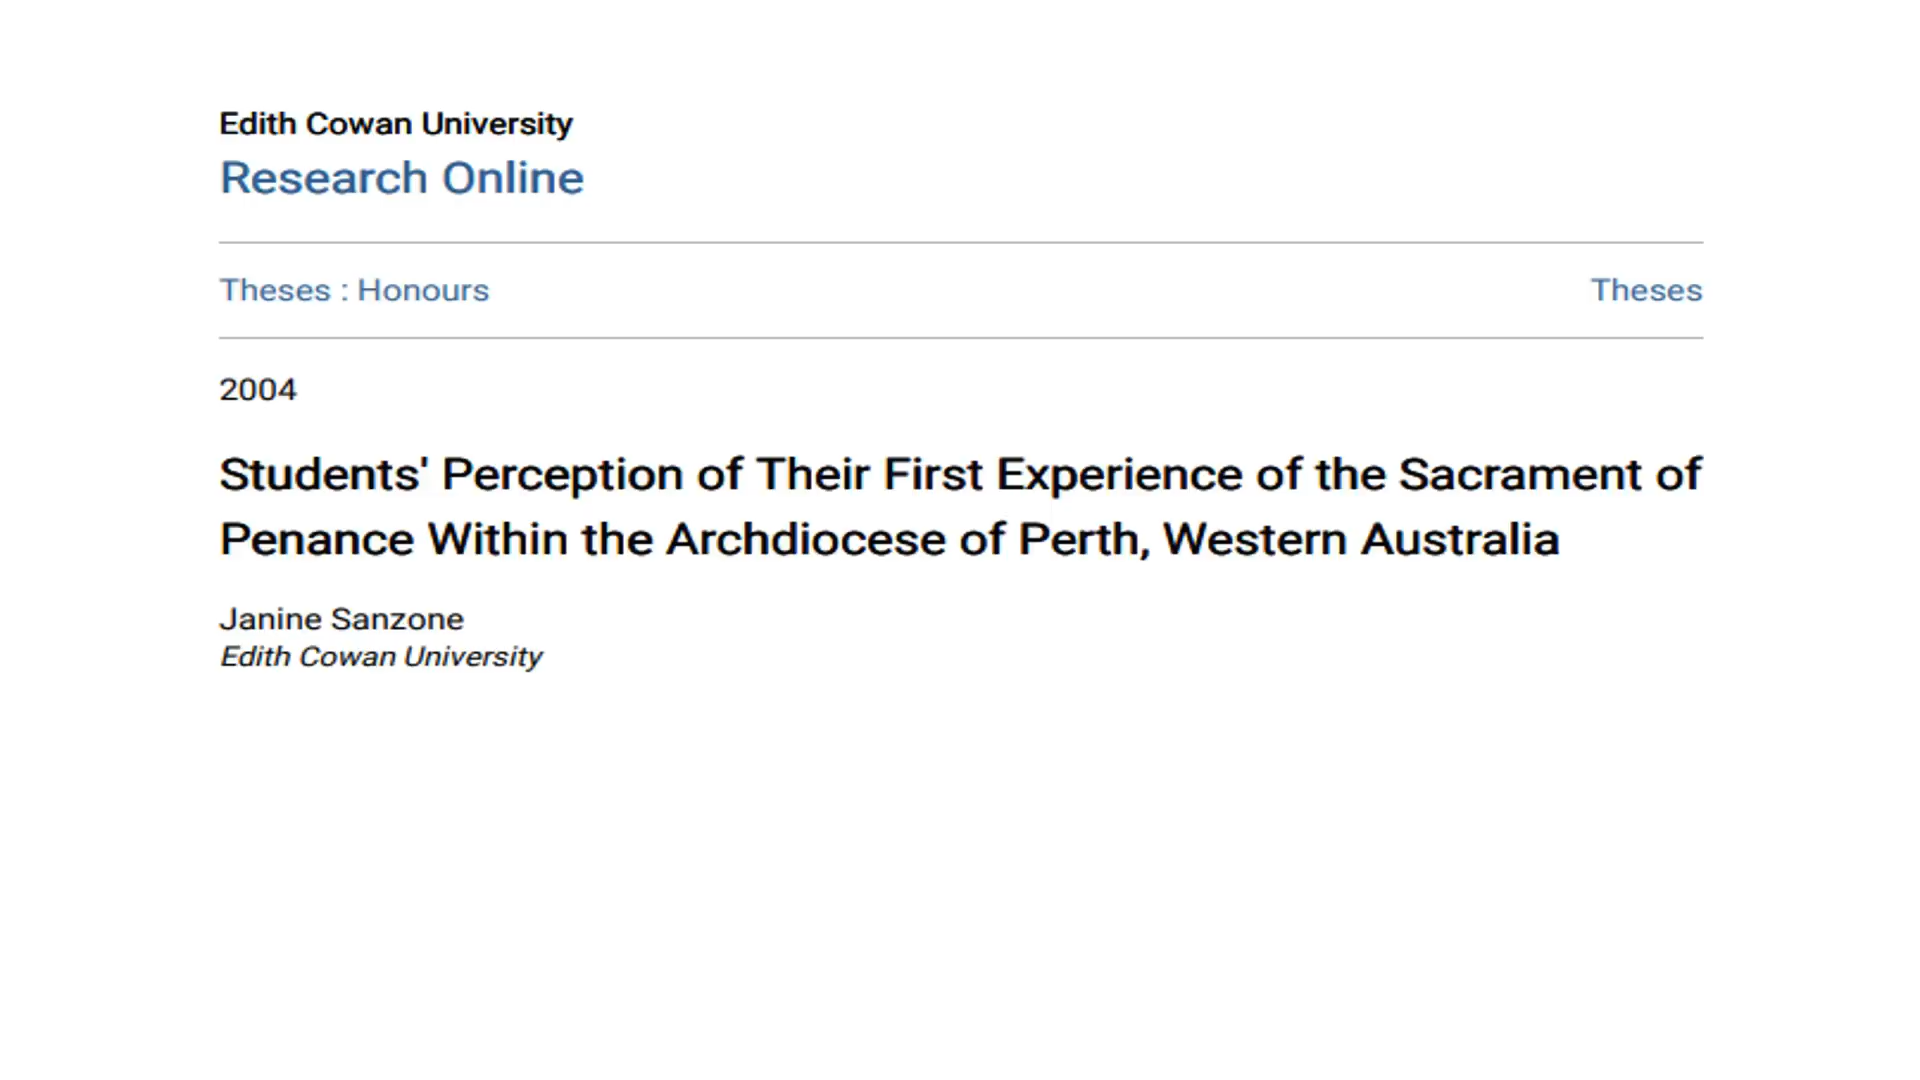 Edith Cowan University
Research Online
Theses : Honours Theses
2004
Students' Perception of Their First Experience of the Sacrament of
Penance Within the Archdiocese of Perth, Western Australia
Janine Sanzone
Edith Cowan University